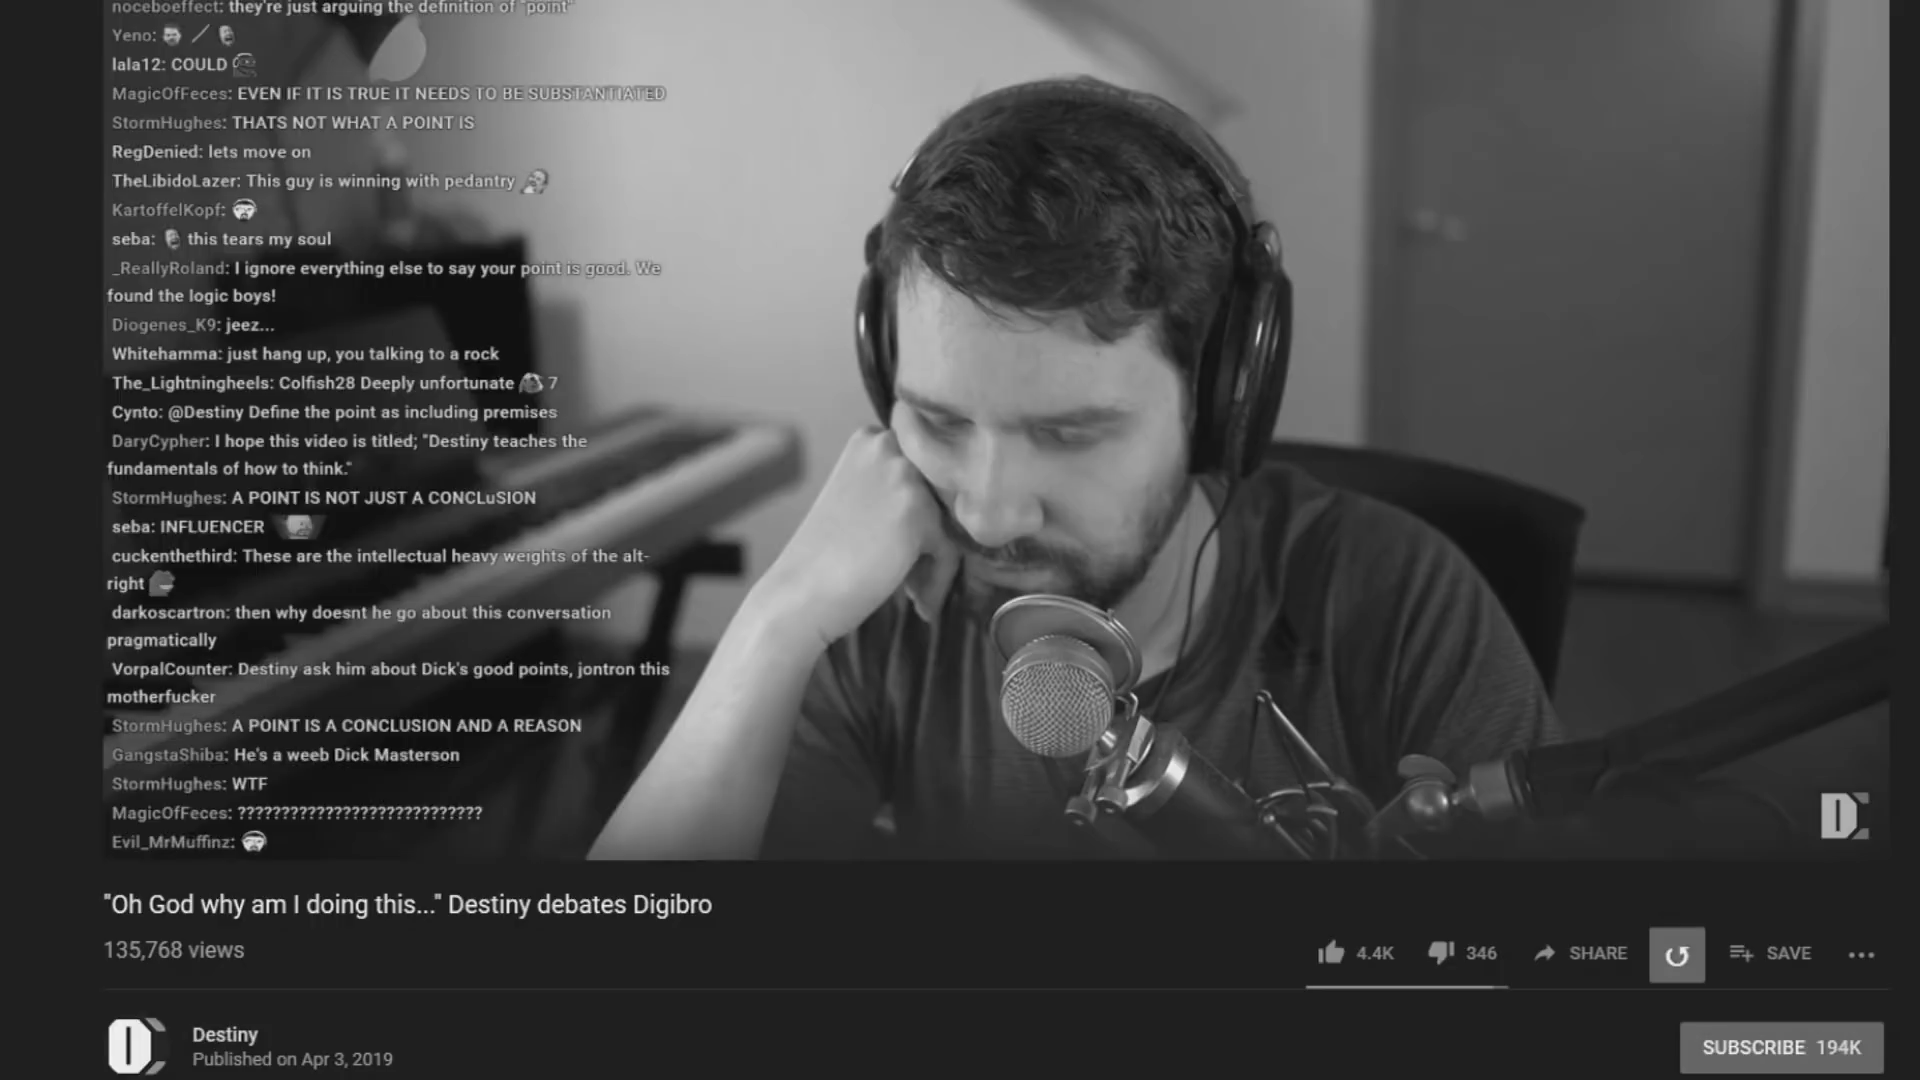 noceboeffect: they're just arguing the definition of "point"
Yeno:
lala12: COULD
MagicOfFeces: EVEN IF IT IS TRUE IT NEEDS TO BE SUBSTANTIATED
StormHughes: THATS NOT WHAT A POINT IS
RegDenied: lets move on
TheLibidoLazer: This guy is winning with pedantry
KartoffelKopf:
seba: this tears my soul
_ReallyRoland: I ignore everything else to say your point is good. We
found the logic boys!
Diogenes_K9: jeez...
Whitehamma: just hang up, you talking to a rock
The_Lightningheels: Colfish28 Deeply unfortunate 7
Cynto: @Destiny Define the point as including premises
DaryCypher: I hope this video is titled; "Destiny teaches the
fundamentals of how to think."
StormHughes: A POINT IS NOT JUST A CONCLuSION
seba: INFLUENCER
cuckenthethird: These are the intellectual heavy weights of the alt-
right
darkoscartron: then why doesnt he go about this conversation
pragmatically
VorpalCounter: Destiny ask him about Dick's good points, jontron this
motherfucker
StormHughes: A POINT IS A CONCLUSION AND A REASON
GangstaShiba: He's a weeb Dick Masterson
StormHughes: WTF
MagicOfFeces: ????????????????????????????
Evil_MrMuffinz:
"Oh God why am I doing this..." Destiny debates Digibro
135,768 views
4.4K 346 SHARE SAVE ...
Destiny
Published on Apr 3, 2019
SUBSCRIBE 194K